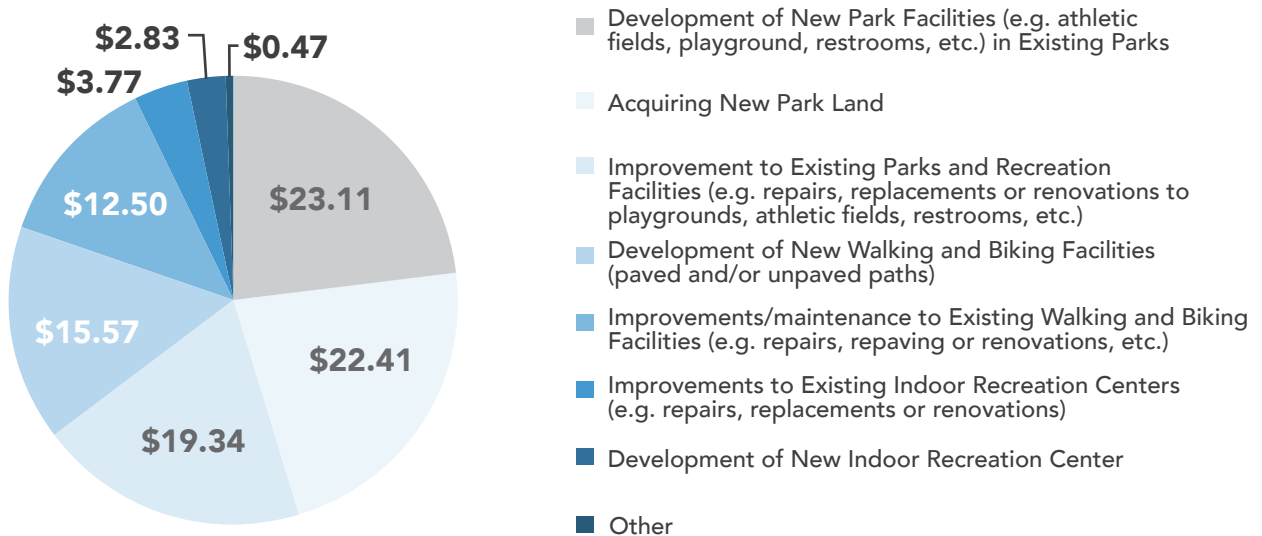 $2.83
$0.47
$3.77
$12.50
$23.11
$15.57
$22.41
$19.34
Development of New Park Facilities (e.g. athletic
fields, playground, restrooms, etc.) in Existing Parks
Acquiring New Park Land
Improvement to Existing Parks and Recreation
Facilities (e.g. repairs, replacements or renovations to
playgrounds, athletic fields, restrooms, etc.)
Development of New Walking and Biking Facilities
(paved and/or unpaved paths)
Improvements/maintenance to Existing Walking and Biking
Facilities (e.g. repairs, repaving or renovations, etc.)
Improvements to Existing Indoor Recreation Centers
(e.g. repairs, replacements or renovations)
Development of New Indoor Recreation Center
Other